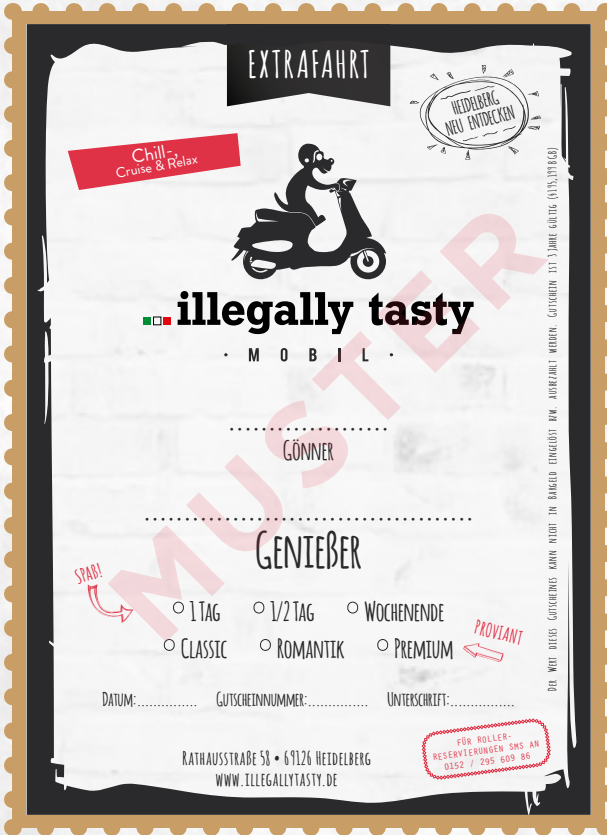 EXTRAFAHRT
HEIDELBERG
NEU ENTDECKEN
Chill-,
Cruise & Relax
illegally tasty
· MOBIL ·
MUSTER
Gönner
Genießer
SPAß!
1 Tag
1/2 Tag
Wochenende
Classic
Romantik
Premium
PROVIANT
Datum:..............
Gutscheinnummer:..............
Unterschrift:...............
Rathausstraße 58 • 69126 Heidelberg
www.illegallytasty.de
FÜR ROLLER-
RESERVIERUNGEN SMS AN
0152 / 295 609 86
Der Wert dieses Gutscheines kann nicht in Bargeld eingelöst bzw. ausbezahlt werden. Gutschein ist 3 Jahre gültig (§195,199 BGB)